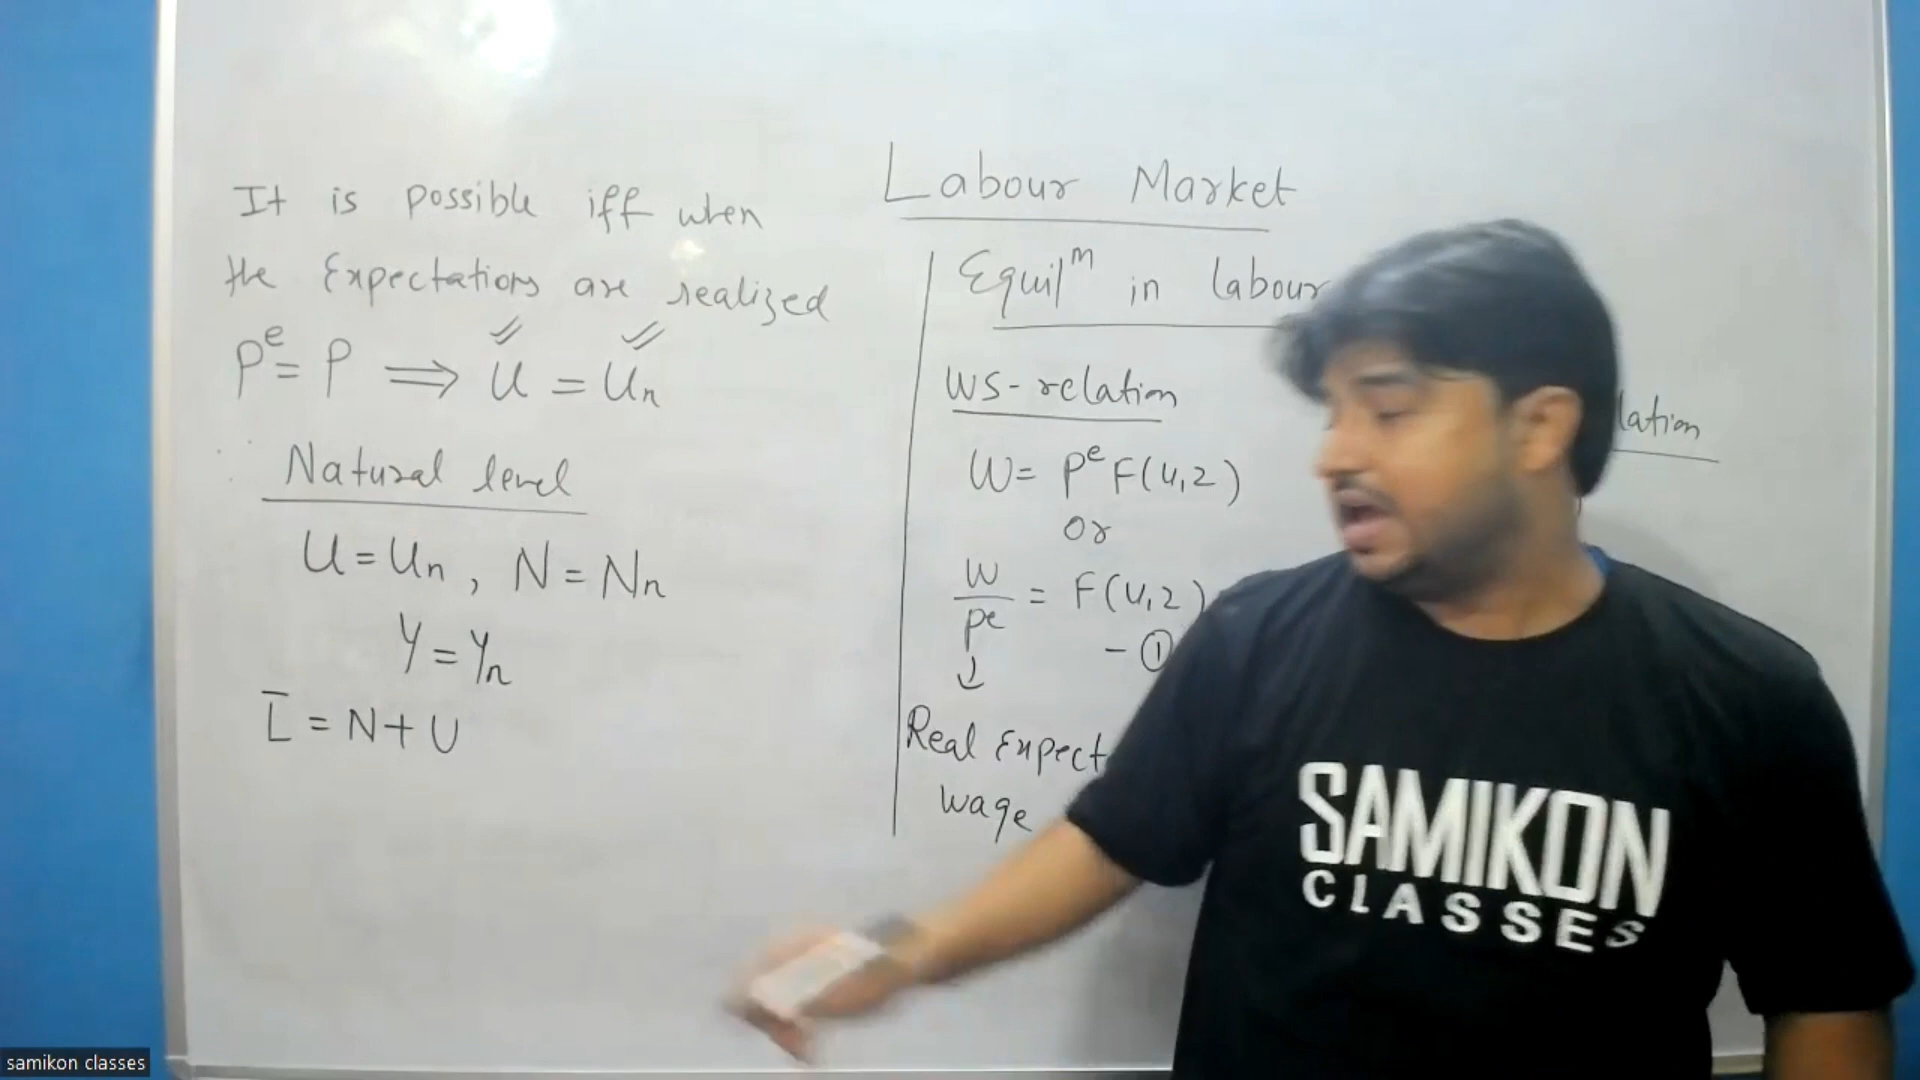 It is possible iff when
the Expectations are realized
Pᵉ = P ⟹ U = Uₙ
Natural level
U = Uₙ, N = Nₙ
Y = Yₙ
L̅ = N + U
Labour Market
Equilᵐ in labour
WS-relation
W = Pᵉ F(u,z)
Or
W/Pᵉ = F(u,z)
- ①
↓
Real Expect
wage
lation
SAMIKON
CLASSES
samikon classes